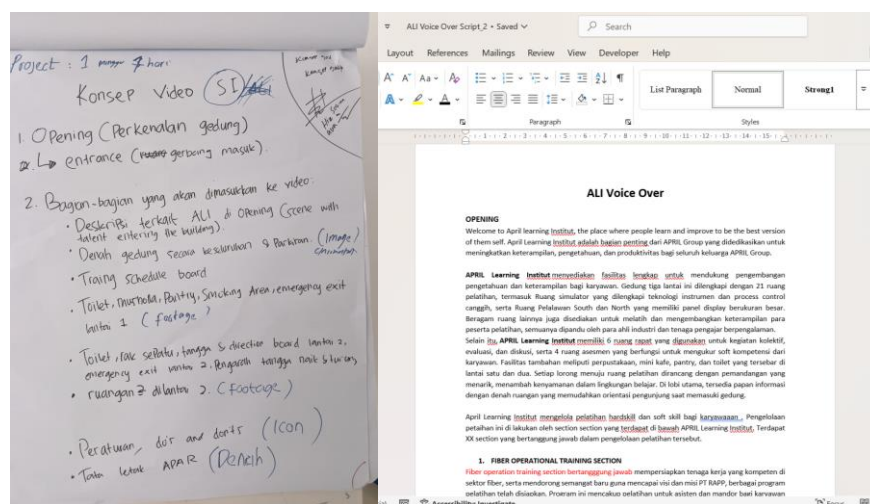 Project : 1 minggu 7 hari
Konsep Video SI
1. Opening (Perkenalan gedung)
entrance (gerbang masuk).
2. Bagian-bagian yang akan dimasukkan ke video:
• Deskripsi terkait ALI di Opening (scene with
talent entering the building).
• Denah gedung secara keseluruhan & Parkiran. (Image)
• Traing schedule board
• Toilet, Musholla, Pantry, Smoking Area, emergency exit
lantai 1 (footage)
• Toilet, rak sepatu, tangga & direction board lantai 2,
emergency exit lantai 2. Pengaruh tangga naik & turun
• ruangan2 dilantai 2. (footage)
• Peraturan, do's and donts (Icon)
• Tata letak APAR (Denah)
ALI Voice Over Script_2 • Saved
Search
Layout References Mailings Review View Developer Help
List Paragraph Normal Strong1
Paragraph Styles
ALI Voice Over
OPENING
Welcome to April learning Institut, the place where people learn and improve to be the best version
of them self. April Learning Institut adalah bagian penting dari APRIL Group yang didedikasikan untuk
meningkatkan keterampilan, pengetahuan, dan produktivitas bagi seluruh keluarga APRIL Group.
APRIL Learning Institut menyediakan fasilitas lengkap untuk mendukung pengembangan
pengetahuan dan keterampilan bagi karyawan. Gedung tiga lantai ini dilengkapi dengan 21 ruang
pelatihan, termasuk Ruang simulator yang dilengkapi teknologi instrumen dan process control
canggih, serta Ruang Pelalawan South dan North yang memiliki panel display berukuran besar.
Beragam ruang lainnya juga disediakan untuk melatih dan mengembangkan keterampilan para
peserta pelatihan, semuanya dipandu oleh para ahli industri dan tenaga pengajar berpengalaman.
Selain itu, APRIL Learning Institut memiliki 6 ruang rapat yang digunakan untuk kegiatan kolektif,
evaluasi, dan diskusi, serta 4 ruang asesmen yang berfungsi untuk mengukur soft kompetensi dari
karyawan. Fasilitas tambahan meliputi perpustakaan, mini kafe, pantry, dan toilet yang tersebar di
lantai satu dan dua. Setiap lorong menuju ruang pelatihan dirancang dengan pemandangan yang
menarik, menambah kenyamanan dalam lingkungan belajar. Di lobi utama, tersedia papan informasi
dengan denah ruangan yang memudahkan orientasi pengunjung saat memasuki gedung.
April Learning Institut mengelola pelatihan hardskill dan soft skill bagi karyawaaan . Pengelolaan
petaihan ini di lakukan oleh section section yang terdapat di bawah APRIL Learning Institut. Terdapat
XX section yang bertanggung jawab dalam pengelolaan pelatihan tersebut.
1. FIBER OPERATIONAL TRAINING SECTION
Fiber operation training section bertangggung jawab mempersiapkan tenaga kerja yang kompeten di
sektor fiber, serta mendorong semangat baru guna mencapai visi dan misi PT RAPP, berbagai program
pelatihan telah disiapkan. Program ini mencakup pelatihan untuk asisten dan mandor bagi karyawan
Accessibility: Investigate
Focus